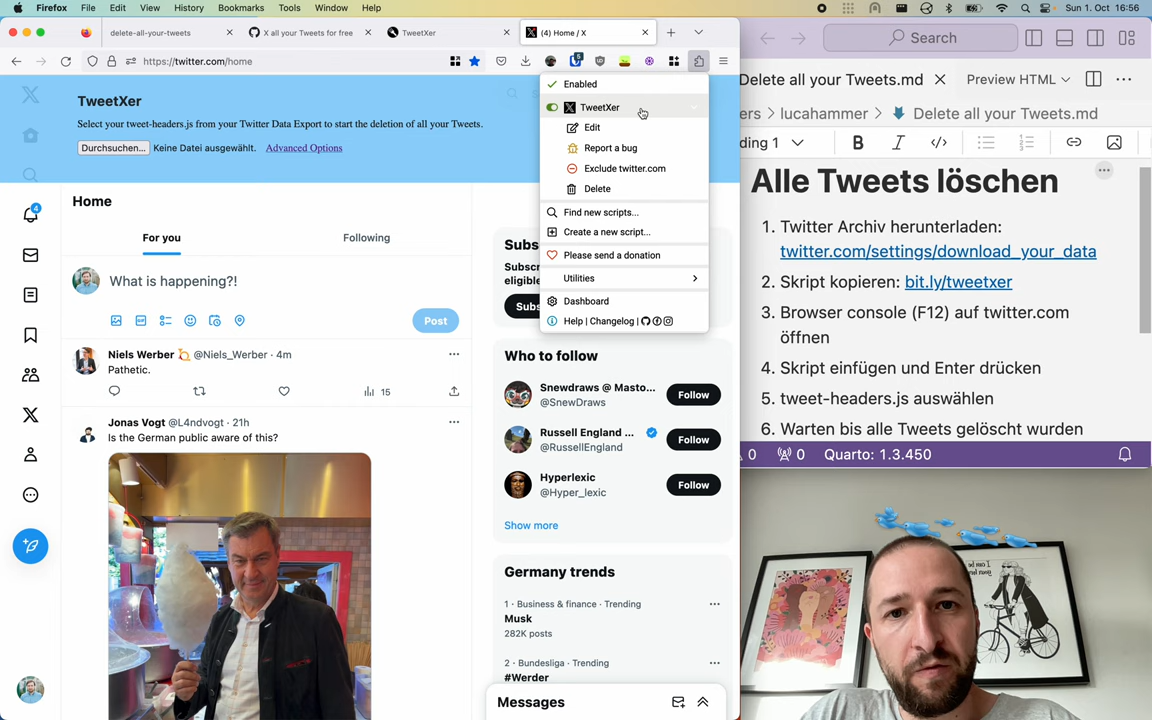 Firefox File Edit View History Bookmarks Tools Window Help
Sun 1. Oct 16:56
delete-all-your-tweets
X all your Tweets for free
TweetXer
(4) Home / X
https://twitter.com/home
5
TweetXer
Select your tweet-headers.js from your Twitter Data Export to start the deletion of all your Tweets.
Durchsuchen... Keine Datei ausgewählt. Advanced Options
Enabled
TweetXer
Edit
Report a bug
Exclude twitter.com
Delete
Find new scripts...
Create a new script...
Please send a donation
Utilities
Dashboard
Help | Changelog |
4
Home
For you
Following
What is happening?!
Post
Niels Werber @Niels_Werber · 4m
Pathetic.
15
Jonas Vogt @L4ndvogt · 21h
Is the German public aware of this?
Subs
Subscr
eligible
Subs
Who to follow
Snewdraws @ Masto...
@SnewDraws
Follow
Russell England ...
@RussellEngland
Follow
Hyperlexic
@Hyper_lexic
Follow
Show more
Germany trends
1 · Business & finance · Trending
Musk
282K posts
2 · Bundesliga · Trending
#Werder
Messages
Search
Delete all your Tweets.md
Preview HTML
ers > lucahammer > Delete all your Tweets.md
ding 1
B I </>
Alle Tweets löschen
1. Twitter Archiv herunterladen:
twitter.com/settings/download_your_data
2. Skript kopieren: bit.ly/tweetxer
3. Browser console (F12) auf twitter.com
öffnen
4. Skript einfügen und Enter drücken
5. tweet-headers.js auswählen
6. Warten bis alle Tweets gelöscht wurden
0 0 Quarto: 1.3.450